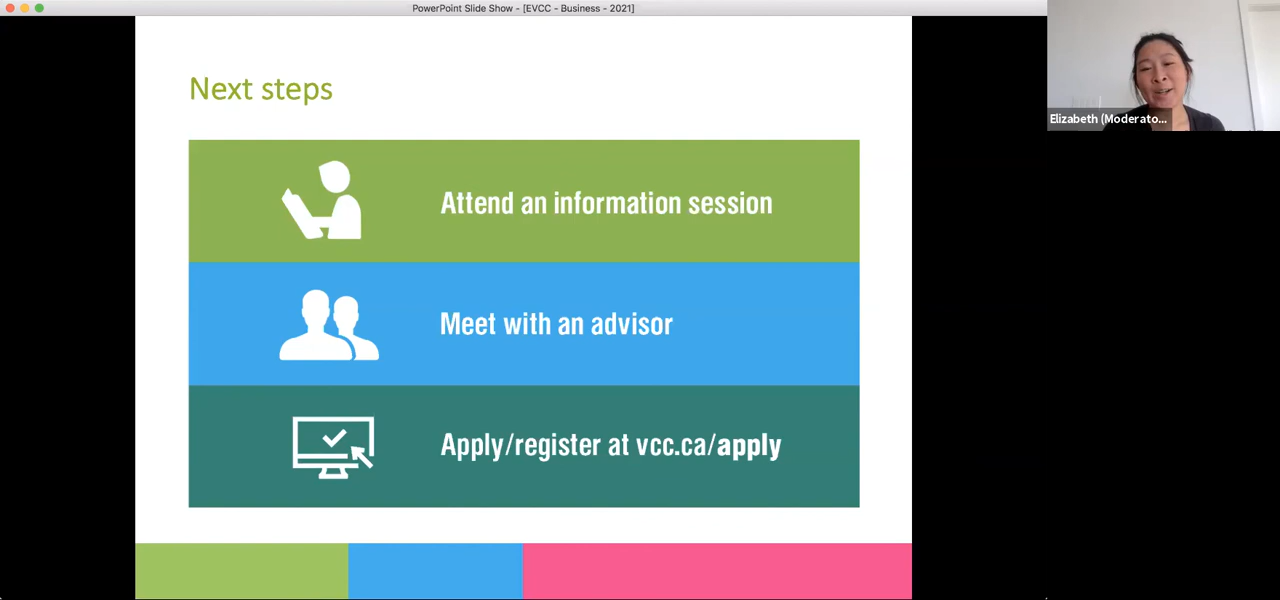 PowerPoint Slide Show - [EVCC - Business - 2021]
Next steps
Attend an information session
Meet with an advisor
Apply/register at vcc.ca/apply
Elizabeth (Moderato...